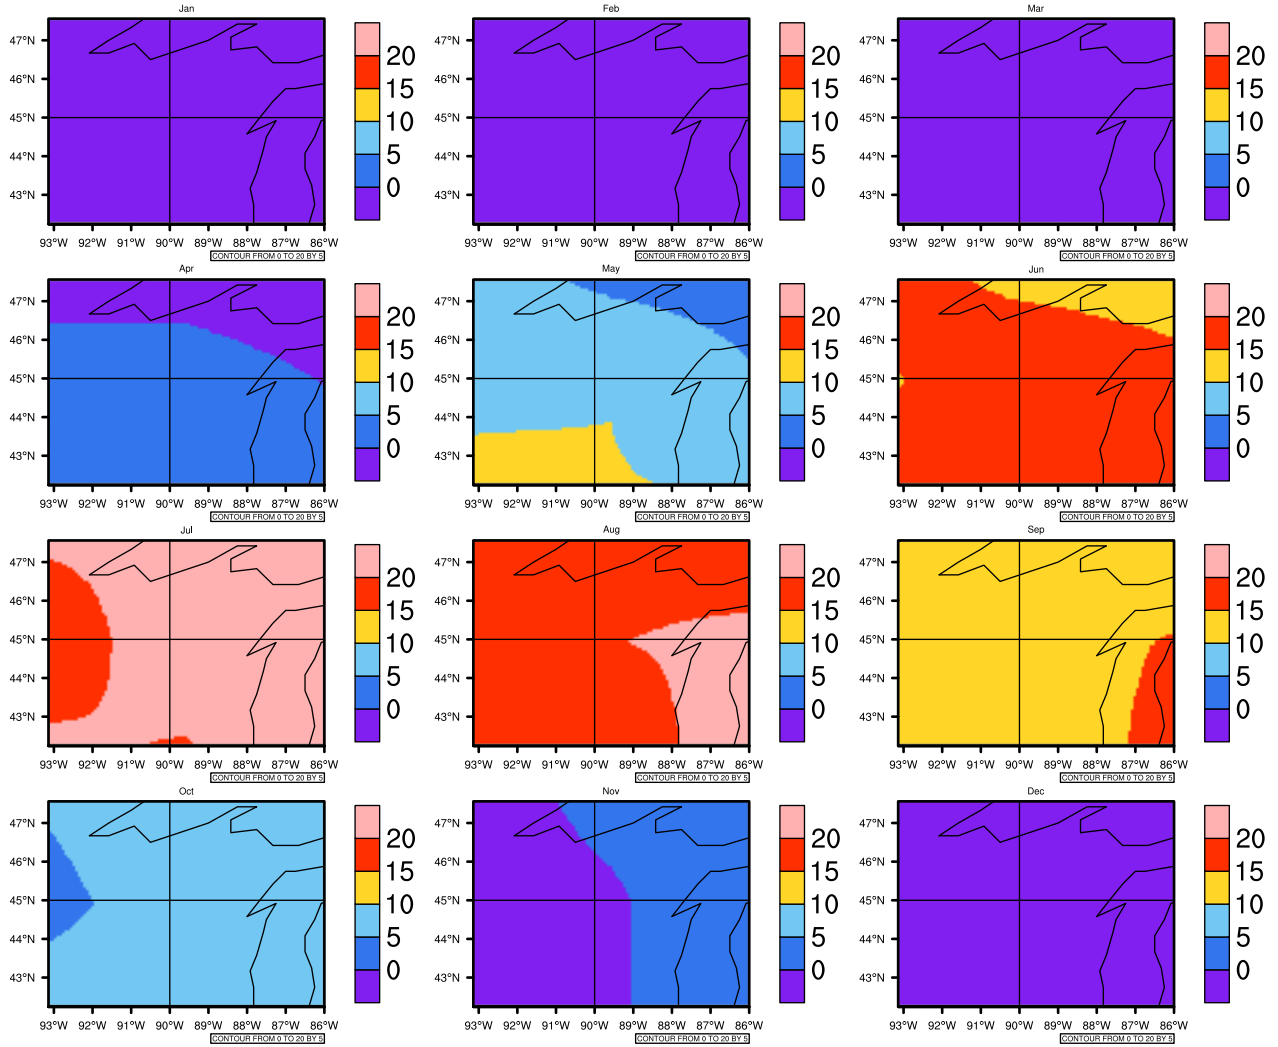 Jan Feb Mar
47°N 20 47°N 20 47°N 20
46°N 15 46°N 15 46°N 15
45°N 10 45°N 10 45°N 10
44°N 5 44°N 5 44°N 5
43°N 0 43°N 0 43°N 0
93°W 92°W 91°W 90°W 89°W 88°W 87°W 86°W 93°W 92°W 91°W 90°W 89°W 88°W 87°W 86°W 93°W 92°W 91°W 90°W 89°W 88°W 87°W 86°W
CONTOUR FROM 0 TO 20 BY 5 CONTOUR FROM 0 TO 20 BY 5 CONTOUR FROM 0 TO 20 BY 5
Apr May Jun
47°N 20 47°N 20 47°N 20
46°N 15 46°N 15 46°N 15
45°N 10 45°N 10 45°N 10
44°N 5 44°N 5 44°N 5
43°N 0 43°N 0 43°N 0
93°W 92°W 91°W 90°W 89°W 88°W 87°W 86°W 93°W 92°W 91°W 90°W 89°W 88°W 87°W 86°W 93°W 92°W 91°W 90°W 89°W 88°W 87°W 86°W
CONTOUR FROM 0 TO 20 BY 5 CONTOUR FROM 0 TO 20 BY 5 CONTOUR FROM 0 TO 20 BY 5
Jul Aug Sep
47°N 20 47°N 20 47°N 20
46°N 15 46°N 15 46°N 15
45°N 10 45°N 10 45°N 10
44°N 5 44°N 5 44°N 5
43°N 0 43°N 0 43°N 0
93°W 92°W 91°W 90°W 89°W 88°W 87°W 86°W 93°W 92°W 91°W 90°W 89°W 88°W 87°W 86°W 93°W 92°W 91°W 90°W 89°W 88°W 87°W 86°W
CONTOUR FROM 0 TO 20 BY 5 CONTOUR FROM 0 TO 20 BY 5 CONTOUR FROM 0 TO 20 BY 5
Oct Nov Dec
47°N 20 47°N 20 47°N 20
46°N 15 46°N 15 46°N 15
45°N 10 45°N 10 45°N 10
44°N 5 44°N 5 44°N 5
43°N 0 43°N 0 43°N 0
93°W 92°W 91°W 90°W 89°W 88°W 87°W 86°W 93°W 92°W 91°W 90°W 89°W 88°W 87°W 86°W 93°W 92°W 91°W 90°W 89°W 88°W 87°W 86°W
CONTOUR FROM 0 TO 20 BY 5 CONTOUR FROM 0 TO 20 BY 5 CONTOUR FROM 0 TO 20 BY 5